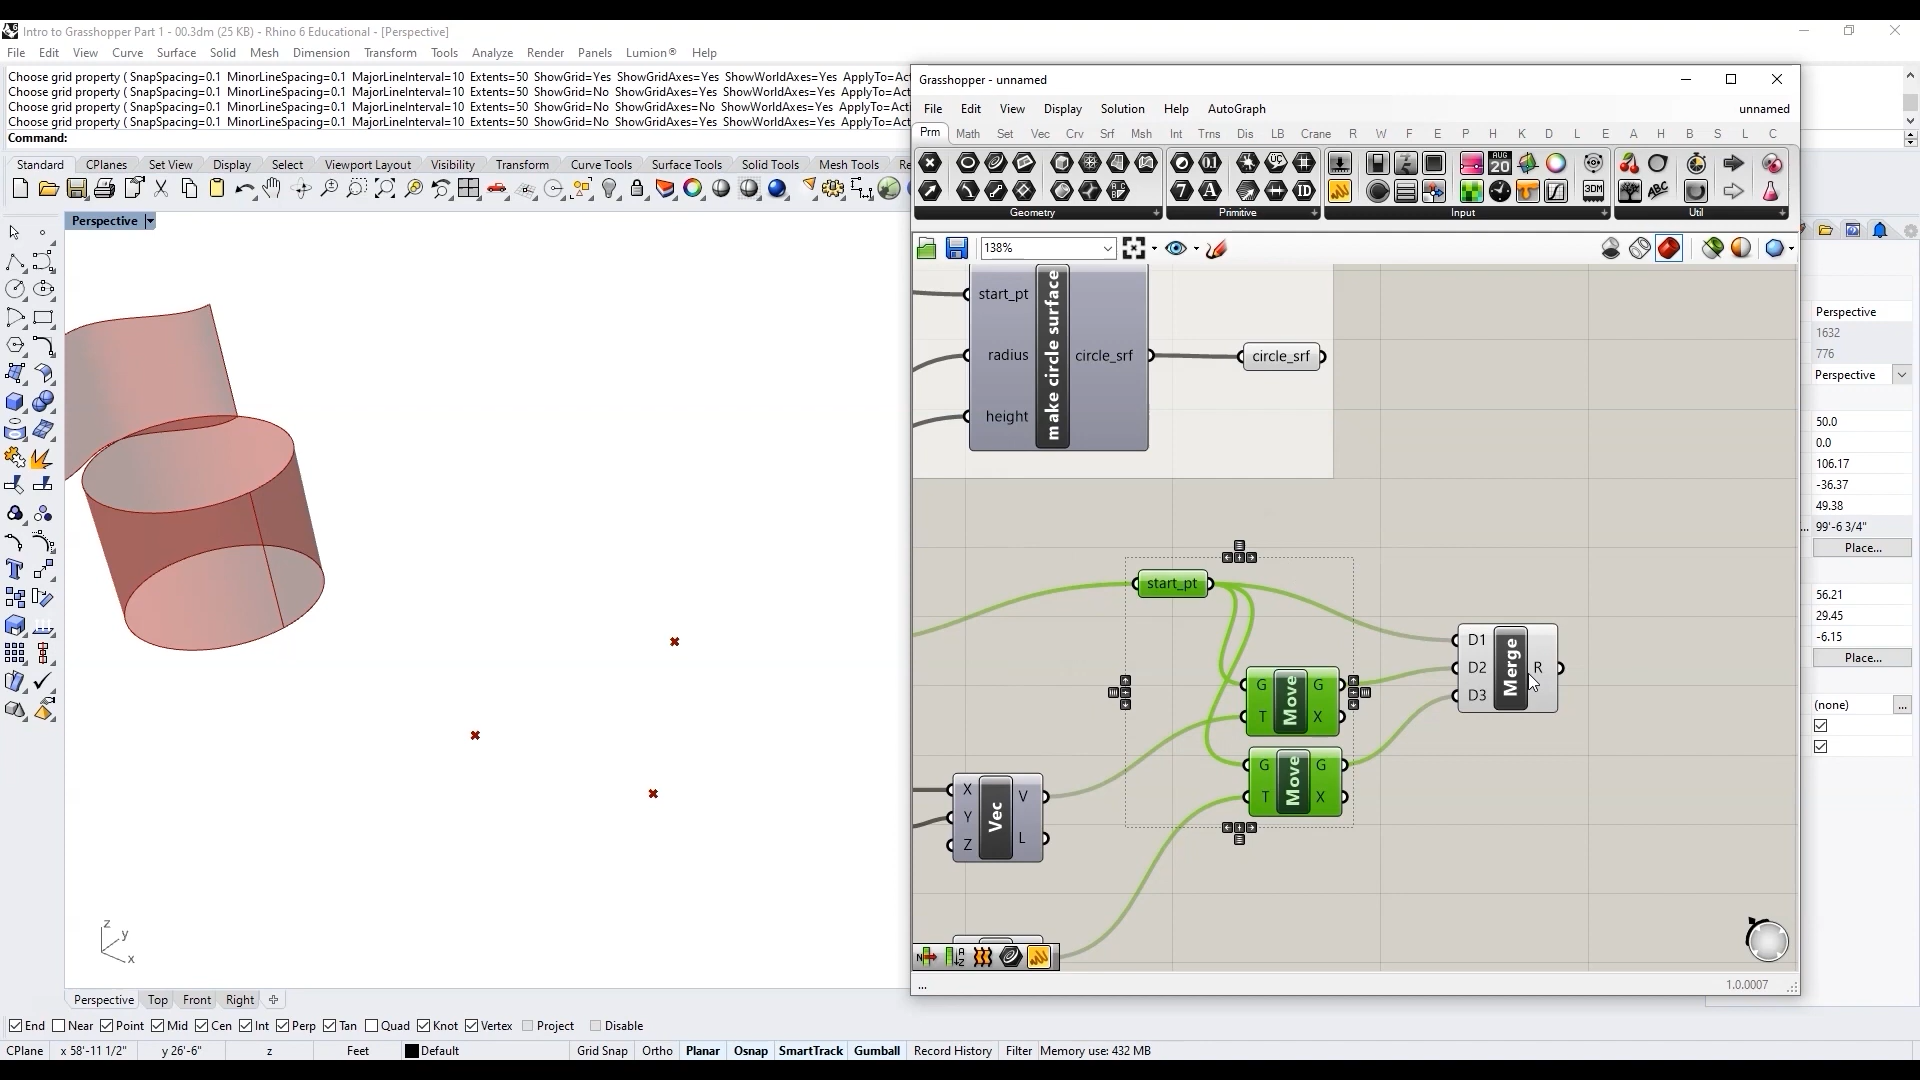 Intro to Grasshopper Part 1 - 00.3dm (25 KB) - Rhino 6 Educational - [Perspective]
File Edit View Curve Surface Solid Mesh Dimension Transform Tools Analyze Render Panels Lumion® Help
Choose grid property ( SnapSpacing=0.1 MinorLineSpacing=0.1 MajorLineInterval=10 Extents=50 ShowGrid=Yes ShowGridAxes=Yes ShowWorldAxes=Yes ApplyTo=Act
Choose grid property ( SnapSpacing=0.1 MinorLineSpacing=0.1 MajorLineInterval=10 Extents=50 ShowGrid=No ShowGridAxes=Yes ShowWorldAxes=Yes ApplyTo=Act
Choose grid property ( SnapSpacing=0.1 MinorLineSpacing=0.1 MajorLineInterval=10 Extents=50 ShowGrid=No ShowGridAxes=No ShowWorldAxes=Yes ApplyTo=Act
Choose grid property ( SnapSpacing=0.1 MinorLineSpacing=0.1 MajorLineInterval=10 Extents=50 ShowGrid=No ShowGridAxes=Yes ShowWorldAxes=Yes ApplyTo=Act
Command:
Standard CPlanes Set View Display Select Viewport Layout Visibility Transform Curve Tools Surface Tools Solid Tools Mesh Tools Re
Perspective
Grasshopper - unnamed
File Edit View Display Solution Help AutoGraph unnamed
Prm Math Set Vec Crv Srf Msh Int Trns Dis LB Crane R W F E P H K D L E A H B S L C
Geometry Primitive Input Util
138%
start_pt
radius
height
make circle surface
circle_srf
circle_srf
start_pt
G
T
Move
G
X
G
T
Move
G
X
D1
D2
D3
Merge
R
X
Y
Z
Vec
V
L
...
1.0.0007
Perspective
1632
776
Perspective
50.0
0.0
106.17
-36.37
49.38
99'-6 3/4"
Place...
56.21
29.45
-6.15
Place...
(none)
...
z
y
x
Perspective Top Front Right
End Near Point Mid Cen Int Perp Tan Quad Knot Vertex Project Disable
CPlane x 58'-11 1/2" y 26'-6" z Feet Default Grid Snap Ortho Planar Osnap SmartTrack Gumball Record History Filter Memory use: 432 MB